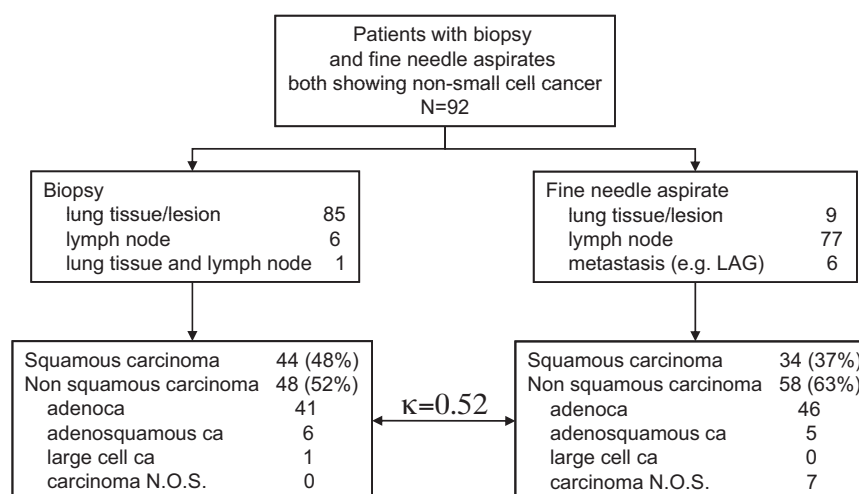 Patients with biopsy
and fine needle aspirates
both showing non-small cell cancer
N=92
Biopsy
lung tissue/lesion 85
lymph node 6
lung tissue and lymph node 1
Fine needle aspirate
lung tissue/lesion 9
lymph node 77
metastasis (e.g. LAG) 6
Squamous carcinoma 44 (48%)
Non squamous carcinoma 48 (52%)
adenoca 41
adenosquamous ca 6
large cell ca 1
carcinoma N.O.S. 0
κ=0.52
Squamous carcinoma 34 (37%)
Non squamous carcinoma 58 (63%)
adenoca 46
adenosquamous ca 5
large cell ca 0
carcinoma N.O.S. 7